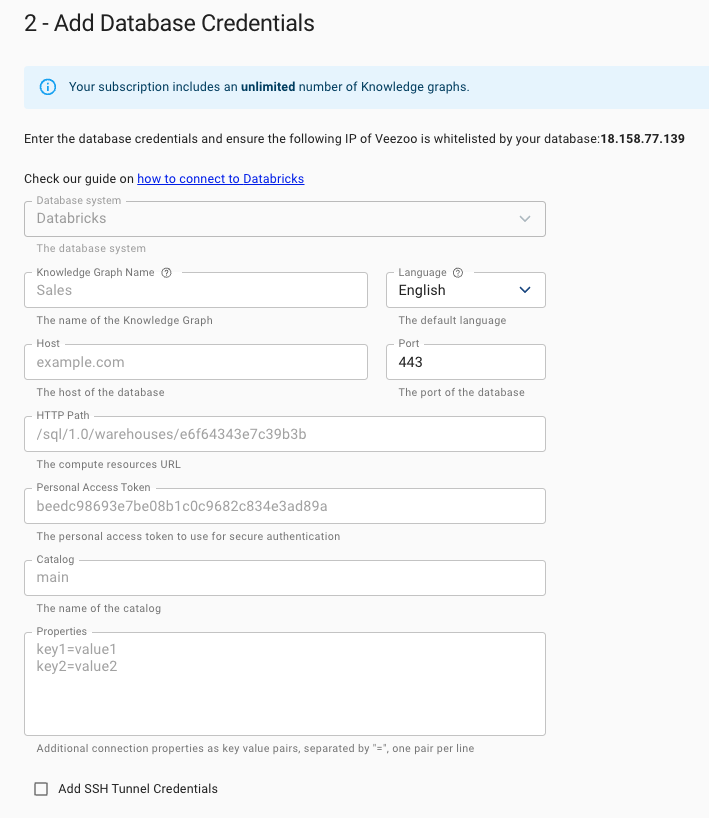 2 - Add Database Credentials
Your subscription includes an unlimited number of Knowledge graphs.
Enter the database credentials and ensure the following IP of Veezoo is whitelisted by your database:18.158.77.139
Check our guide on how to connect to Databricks
Database system
Databricks
The database system
Knowledge Graph Name
Sales
The name of the Knowledge Graph
Language
English
The default language
Host
example.com
The host of the database
Port
443
The port of the database
HTTP Path
/sql/1.0/warehouses/e6f64343e7c39b3b
The compute resources URL
Personal Access Token
beedc98693e7be08b1c0c9682c834e3ad89a
The personal access token to use for secure authentication
Catalog
main
The name of the catalog
Properties
key1=value1
key2=value2
Additional connection properties as key value pairs, separated by "=", one pair per line
Add SSH Tunnel Credentials